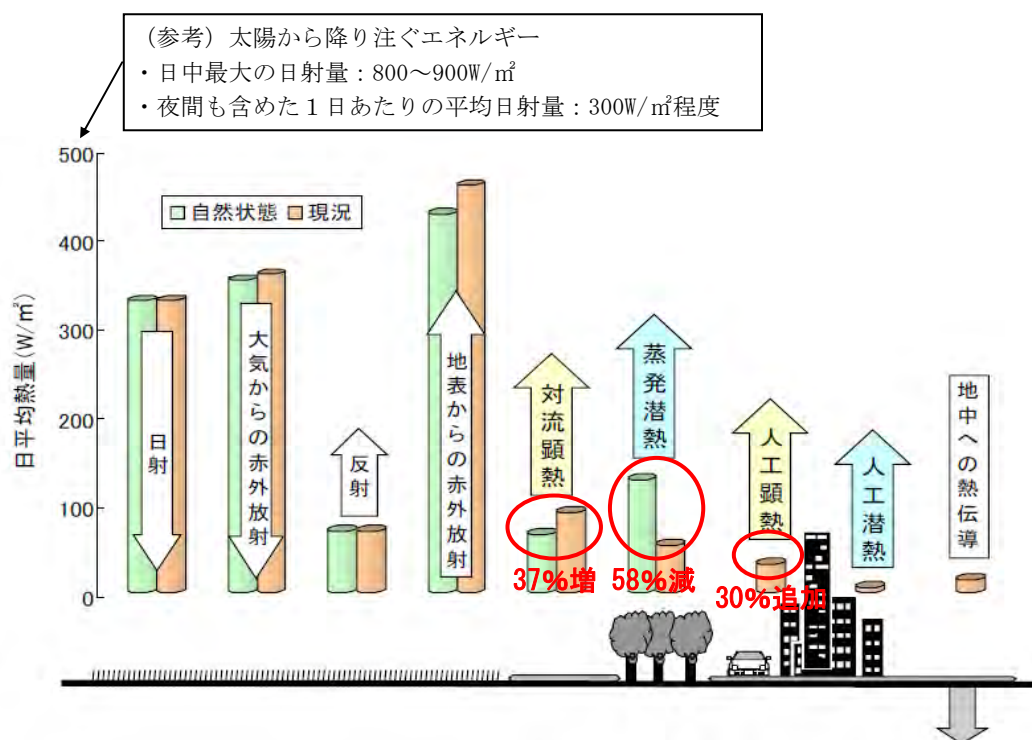 （参考）太陽から降り注ぐエネルギー
・日中最大の日射量：800～900W/㎡
・夜間も含めた１日あたりの平均日射量：300W/㎡程度
500
400
300
200
100
0
日平均熱量(W/㎡)
自然状態 現況
日射
大気からの赤外放射
反射
地表からの赤外放射
対流顕熱
蒸発潜熱
人工顕熱
人工潜熱
地中への熱伝導
37%増
58%減
30%追加